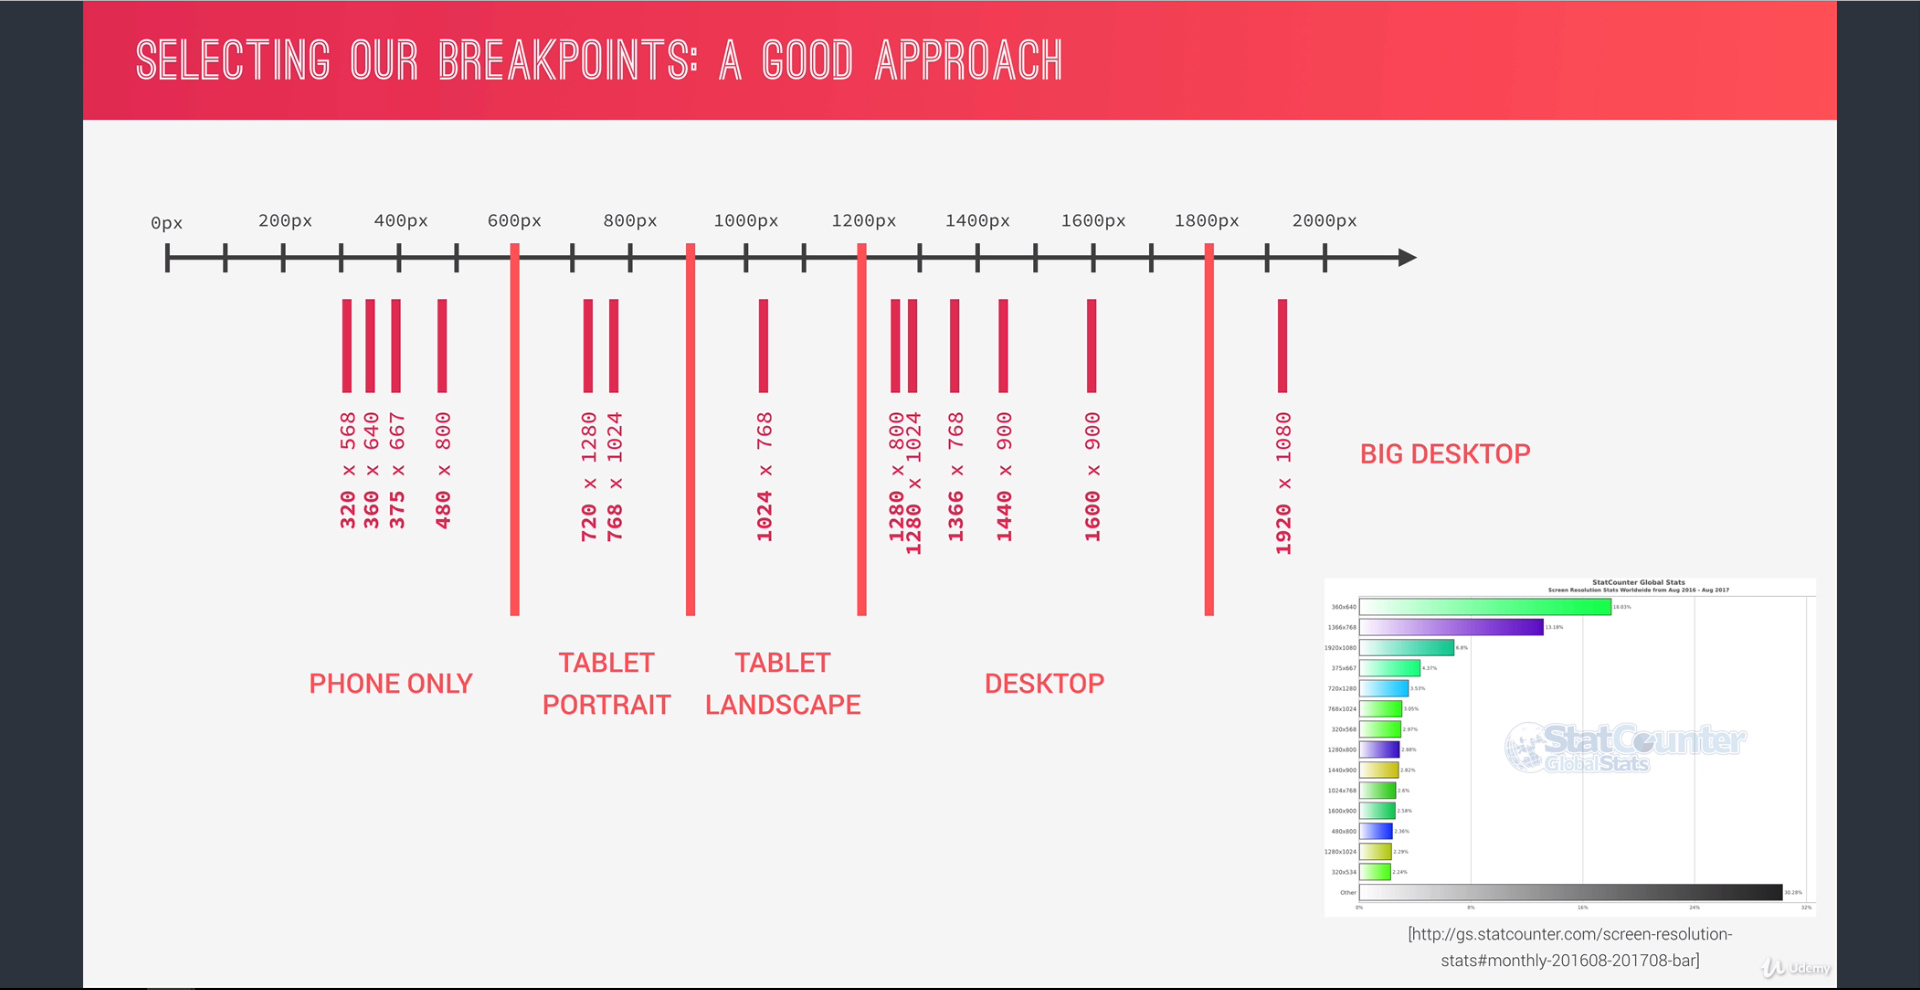 SELECTING OUR BREAKPOINTS: A GOOD APPROACH
0px
200px
400px
600px
800px
1000px
1200px
1400px
1600px
1800px
2000px
320 x 568
360 x 640
375 x 667
480 x 800
720 x 1280
768 x 1024
1024 x 768
1280 x 800
1280 x 1024
1366 x 768
1440 x 900
1600 x 900
1920 x 1080
BIG DESKTOP
PHONE ONLY
TABLET
PORTRAIT
TABLET
LANDSCAPE
DESKTOP
StatCounter Global Stats
Screen Resolution Stats Worldwide from Aug 2016 - Aug 2017
360x640
1366x768 13.18%
1920x1080 6.8%
375x667 4.37%
720x1280 3.53%
768x1024 3.05%
320x568 2.97%
1280x800 2.88%
1440x900 2.82%
1024x768 2.6%
1600x900 2.58%
480x800 2.36%
1280x1024 2.29%
320x534 2.24%
Other 30.28%
0% 8% 16% 24% 32%
StatCounter
GlobalStats
[http://gs.statcounter.com/screen-resolution-
stats#monthly-201608-201708-bar]
Udemy